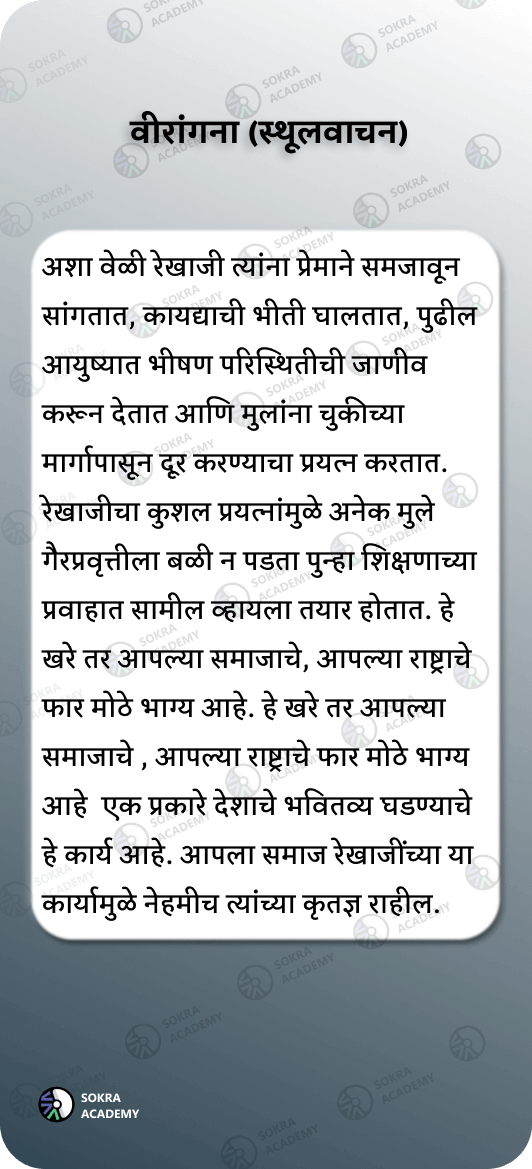 वीरांगना (स्थूलवाचन)
अशा वेळी रेखाजी त्यांना प्रेमाने समजावून
सांगतात, कायद्याची भीती घालतात, पुढील
आयुष्यात भीषण परिस्थितीची जाणीव
करून देतात आणि मुलांना चुकीच्या
मार्गापासून दूर करण्याचा प्रयत्न करतात.
रेखाजीचा कुशल प्रयत्नांमुळे अनेक मुले
गैरप्रवृत्तीला बळी न पडता पुन्हा शिक्षणाच्या
प्रवाहात सामील व्हायला तयार होतात. हे
खरे तर आपल्या समाजाचे, आपल्या राष्ट्राचे
फार मोठे भाग्य आहे. हे खरे तर आपल्या
समाजाचे , आपल्या राष्ट्राचे फार मोठे भाग्य
आहे  एक प्रकारे देशाचे भवितव्य घडण्याचे
हे कार्य आहे. आपला समाज रेखाजींच्या या
कार्यामुळे नेहमीच त्यांच्या कृतज्ञ राहील.
SOKRA
ACADEMY